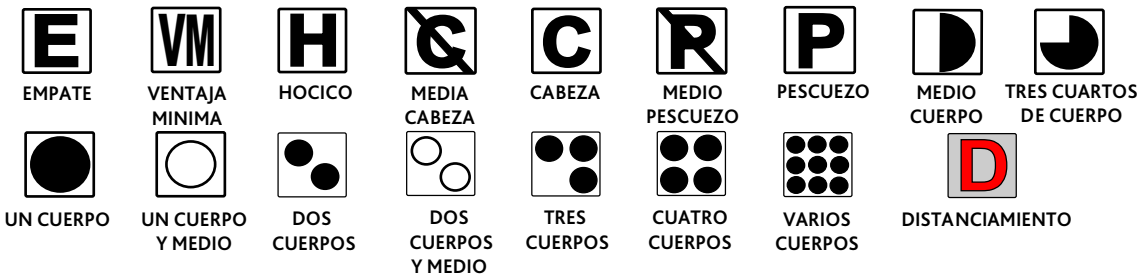 E
EMPATE
VM
VENTAJA
MINIMA
H
HOCICO
C
MEDIA
CABEZA
C
CABEZA
R
MEDIO
PESCUEZO
P
PESCUEZO
MEDIO
CUERPO
TRES CUARTOS
DE CUERPO
UN CUERPO
UN CUERPO
Y MEDIO
DOS
CUERPOS
DOS
CUERPOS
Y MEDIO
TRES
CUERPOS
CUATRO
CUERPOS
VARIOS
CUERPOS
D
DISTANCIAMIENTO